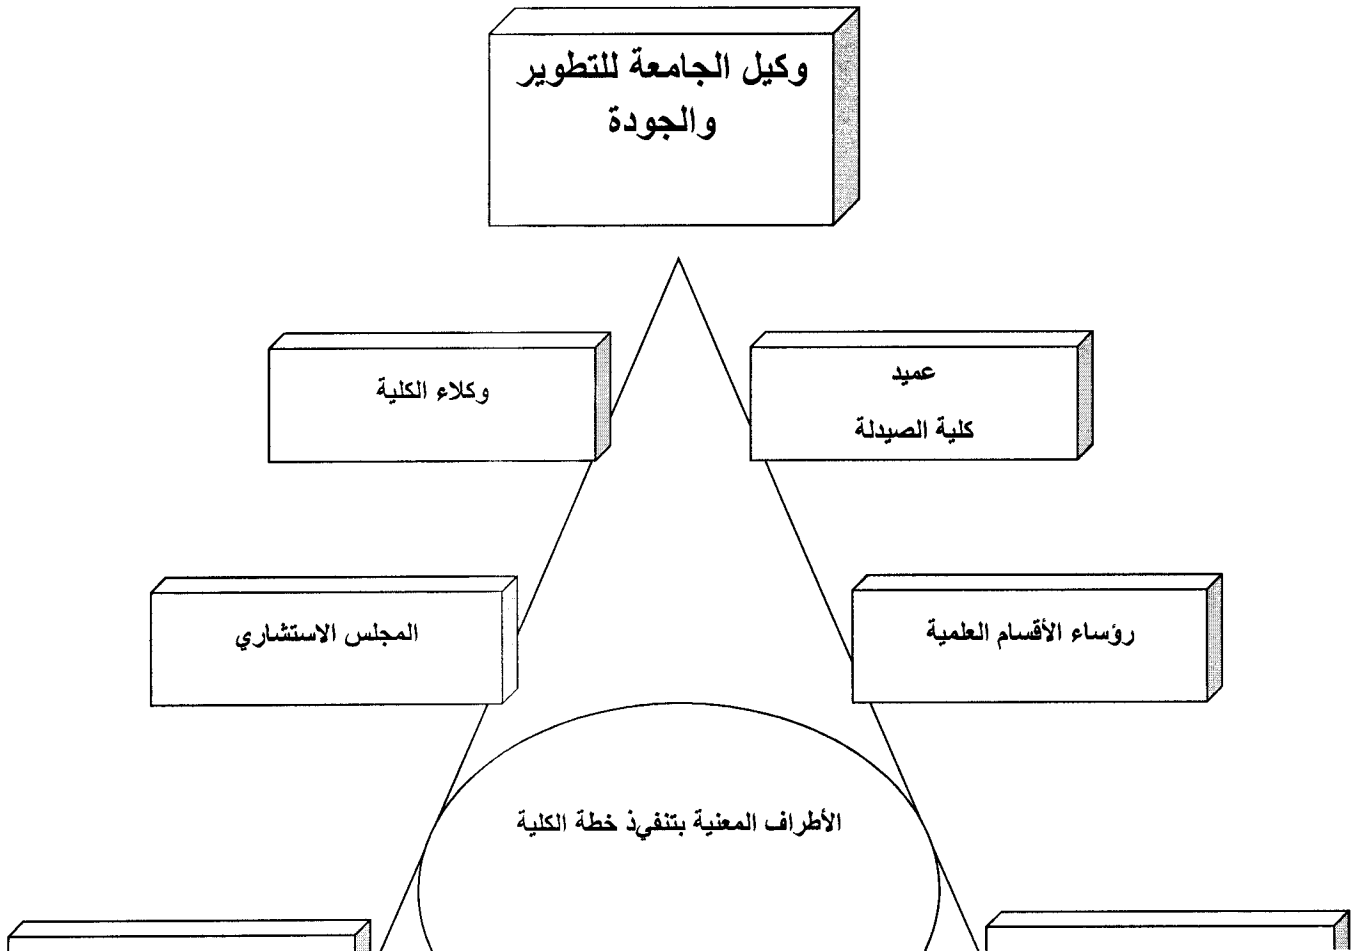 وكيل الجامعة للتطوير
والجودة
عميد
كلية الصيدلة
وكلاء الكلية
رؤساء الأقسام العلمية
المجلس الاستشاري
الأطراف المعنية بتنفيذ خطة الكلية